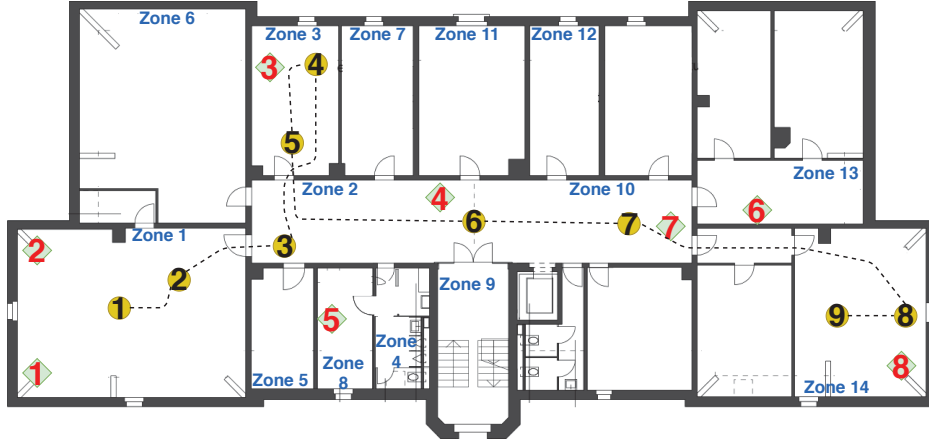 Zone 6
Zone 3
Zone 7
Zone 11
Zone 12
3
4
5
Zone 13
Zone 2
4
Zone 10
6
6
7
7
Zone 1
2
3
2
1
Zone 9
9
8
5
1
Zone 4
8
Zone 5
Zone 8
Zone 14